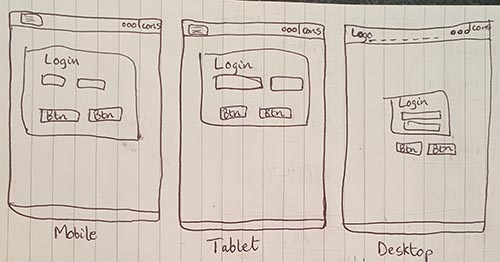 ooo Icons
Login
Btn Btn
Mobile
ooo Icons
Login
Btn Btn
Tablet
Logo ooo Icons
Login
Btn Btn
Desktop